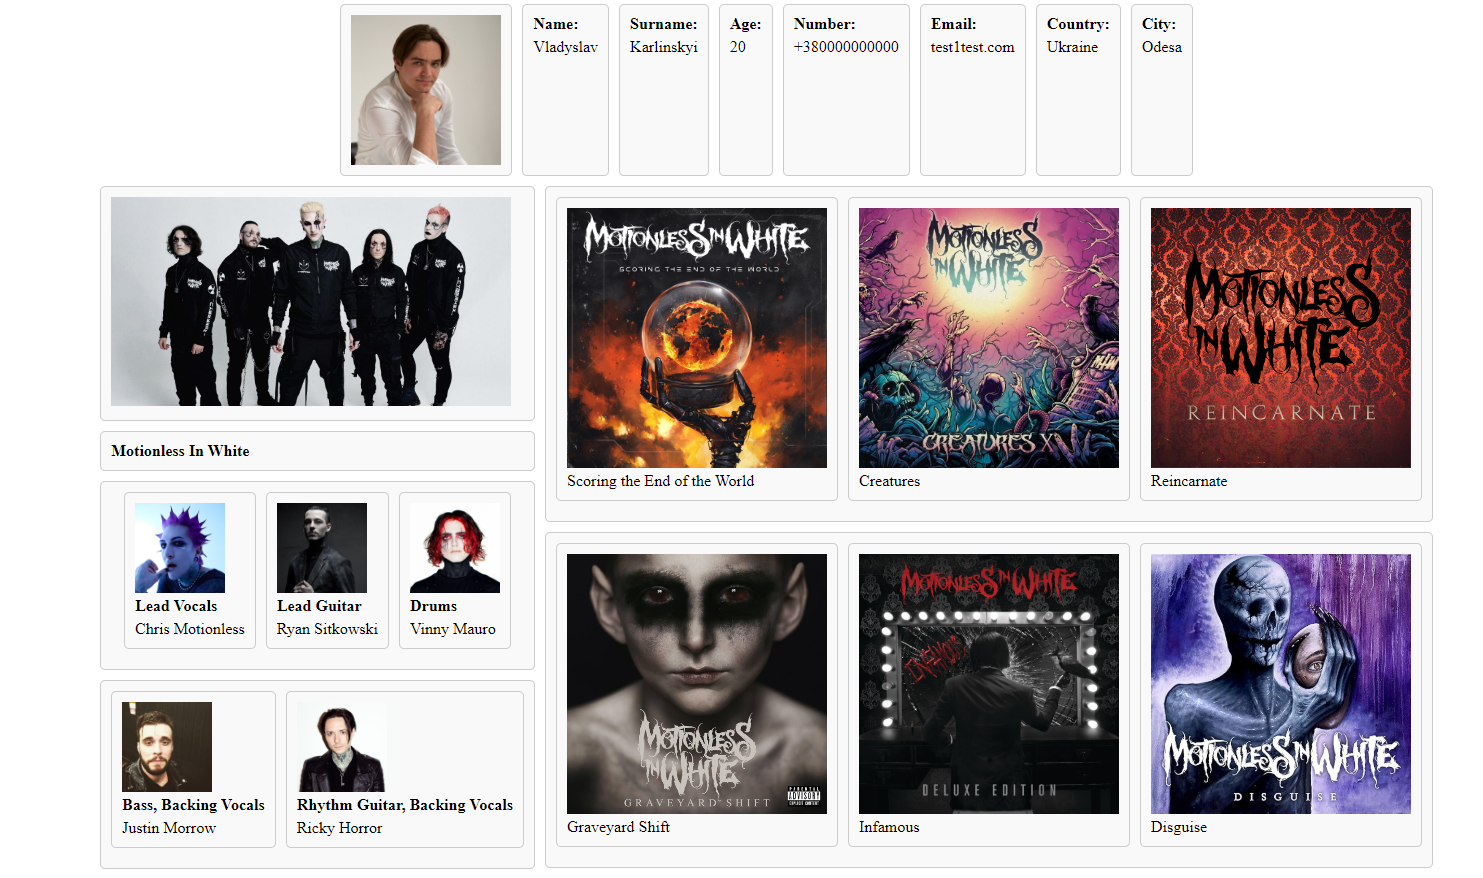 Name:
Vladyslav
Surname:
Karlinskyi
Age:
20
Number:
+380000000000
Email:
test1test.com
Country:
Ukraine
City:
Odesa
Motionless In White
Lead Vocals
Chris Motionless
Lead Guitar
Ryan Sitkowski
Drums
Vinny Mauro
Bass, Backing Vocals
Justin Morrow
Rhythm Guitar, Backing Vocals
Ricky Horror
MOTIONLESS IN WHITE
SCORING THE END OF THE WORLD
Scoring the End of the World
MOTIONLESS
IN WHITE
CREATURES X
Creatures
MOTIONLESS
IN WHITE
REINCARNATE
Reincarnate
MOTIONLESS
IN WHITE
GRAVEYARD SHIFT
PARENTAL
ADVISORY
EXPLICIT CONTENT
Graveyard Shift
MOTIONLESS IN WHITE
INFAMOUS
DELUXE EDITION
Infamous
MOTIONLESS IN WHITE
DISGUISE
Disguise